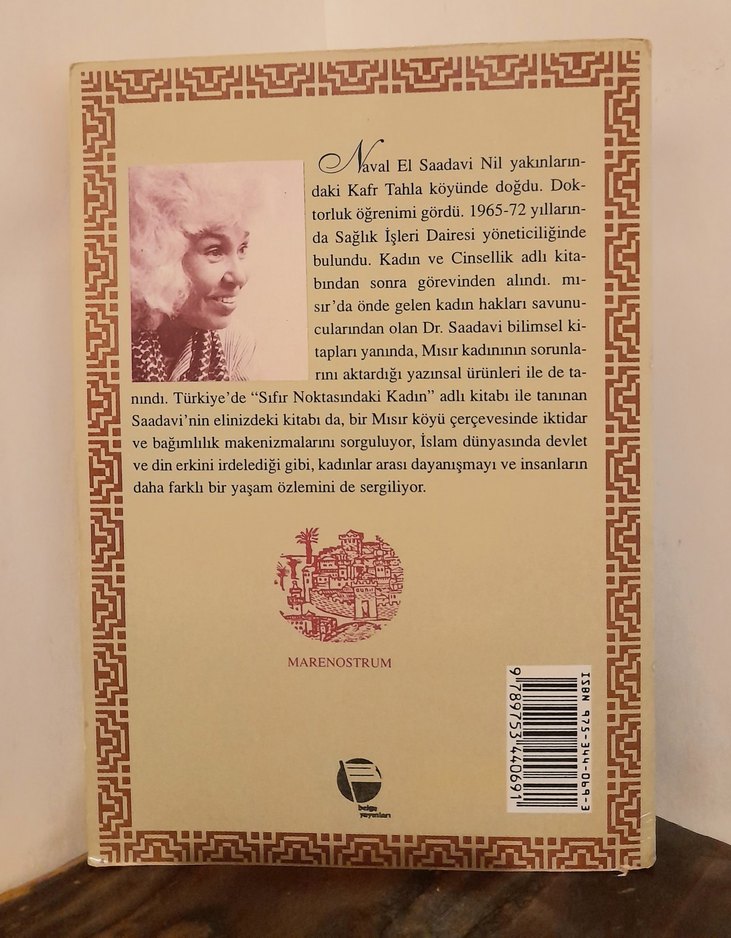 Naval El Saadavi Nil yakınların-
daki Kafr Tahla köyünde doğdu. Dok-
torluk öğrenimi gördü. 1965-72 yılların-
da Sağlık İşleri Dairesi yöneticiliğinde
bulundu. Kadın ve Cinsellik adlı kita-
bından sonra görevinden alındı. mı-
sır'da önde gelen kadın hakları savunu-
cularından olan Dr. Saadavi bilimsel ki-
tapları yanında, Mısır kadınının sorunla-
rını aktardığı yazınsal ürünleri ile de ta-
nındı. Türkiye'de “Sıfır Noktasındaki Kadın” adlı kitabı ile tanınan
Saadavi'nin elinizdeki kitabı da, bir Mısır köyü çerçevesinde iktidar
ve bağımlılık makenizmalarını sorguluyor, İslam dünyasında devlet
ve din erkini irdelediği gibi, kadınlar arası dayanışmayı ve insanların
daha farklı bir yaşam özlemini de sergiliyor.
MARENOSTRUM
ISBN 975-344-069-3
9789753440691
belge
yayınları